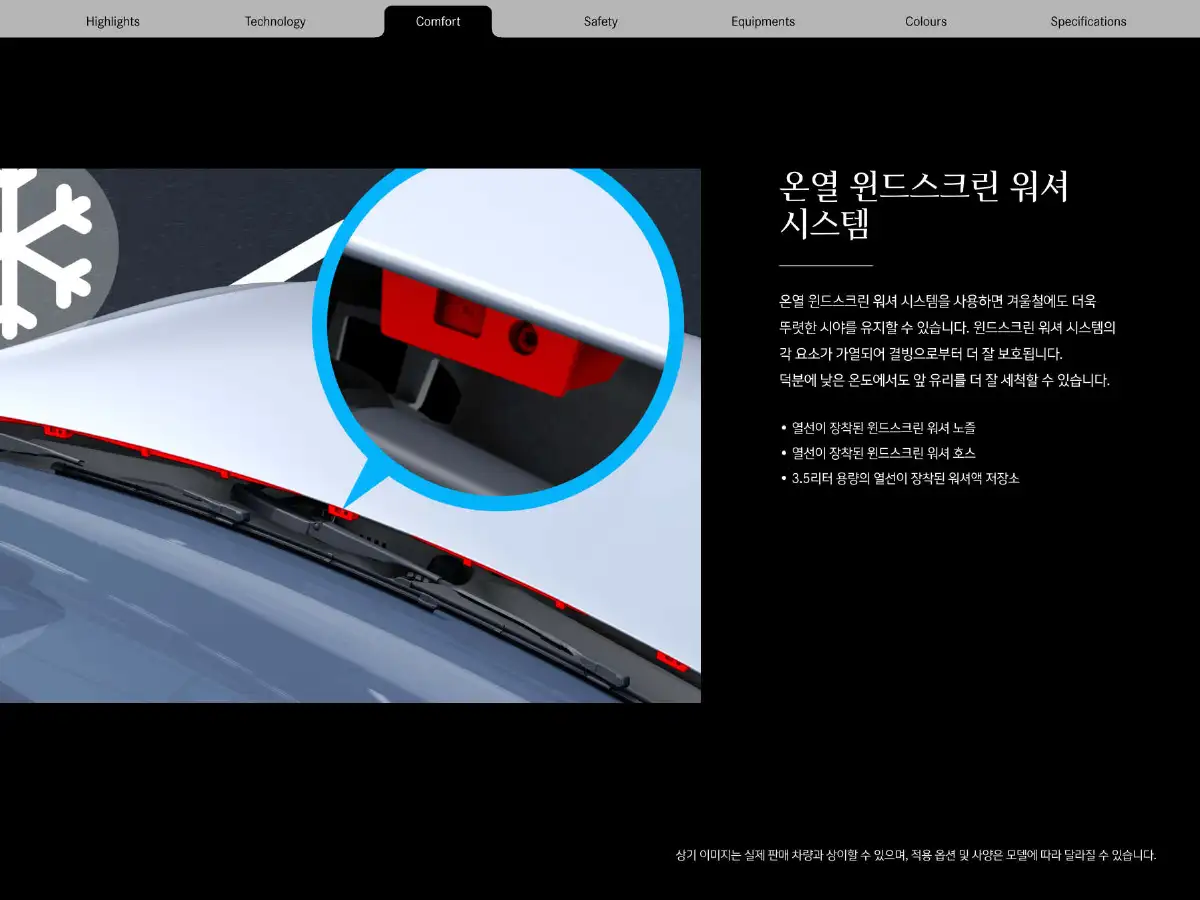 Highlights
Technology
Comfort
Safety
Equipments
Colours
Specifications
온열 윈드스크린 워셔
시스템
온열 윈드스크린 워셔 시스템을 사용하면 겨울철에도 더욱
뚜렷한 시야를 유지할 수 있습니다. 윈드스크린 워셔 시스템의
각 요소가 가열되어 결빙으로부터 더 잘 보호됩니다.
덕분에 낮은 온도에서도 앞 유리를 더 잘 세척할 수 있습니다.
• 열선이 장착된 윈드스크린 워셔 노즐
• 열선이 장착된 윈드스크린 워셔 호스
• 3.5리터 용량의 열선이 장착된 워셔액 저장소
상기 이미지는 실제 판매 차량과 상이할 수 있으며, 적용 옵션 및 사양은 모델에 따라 달라질 수 있습니다.